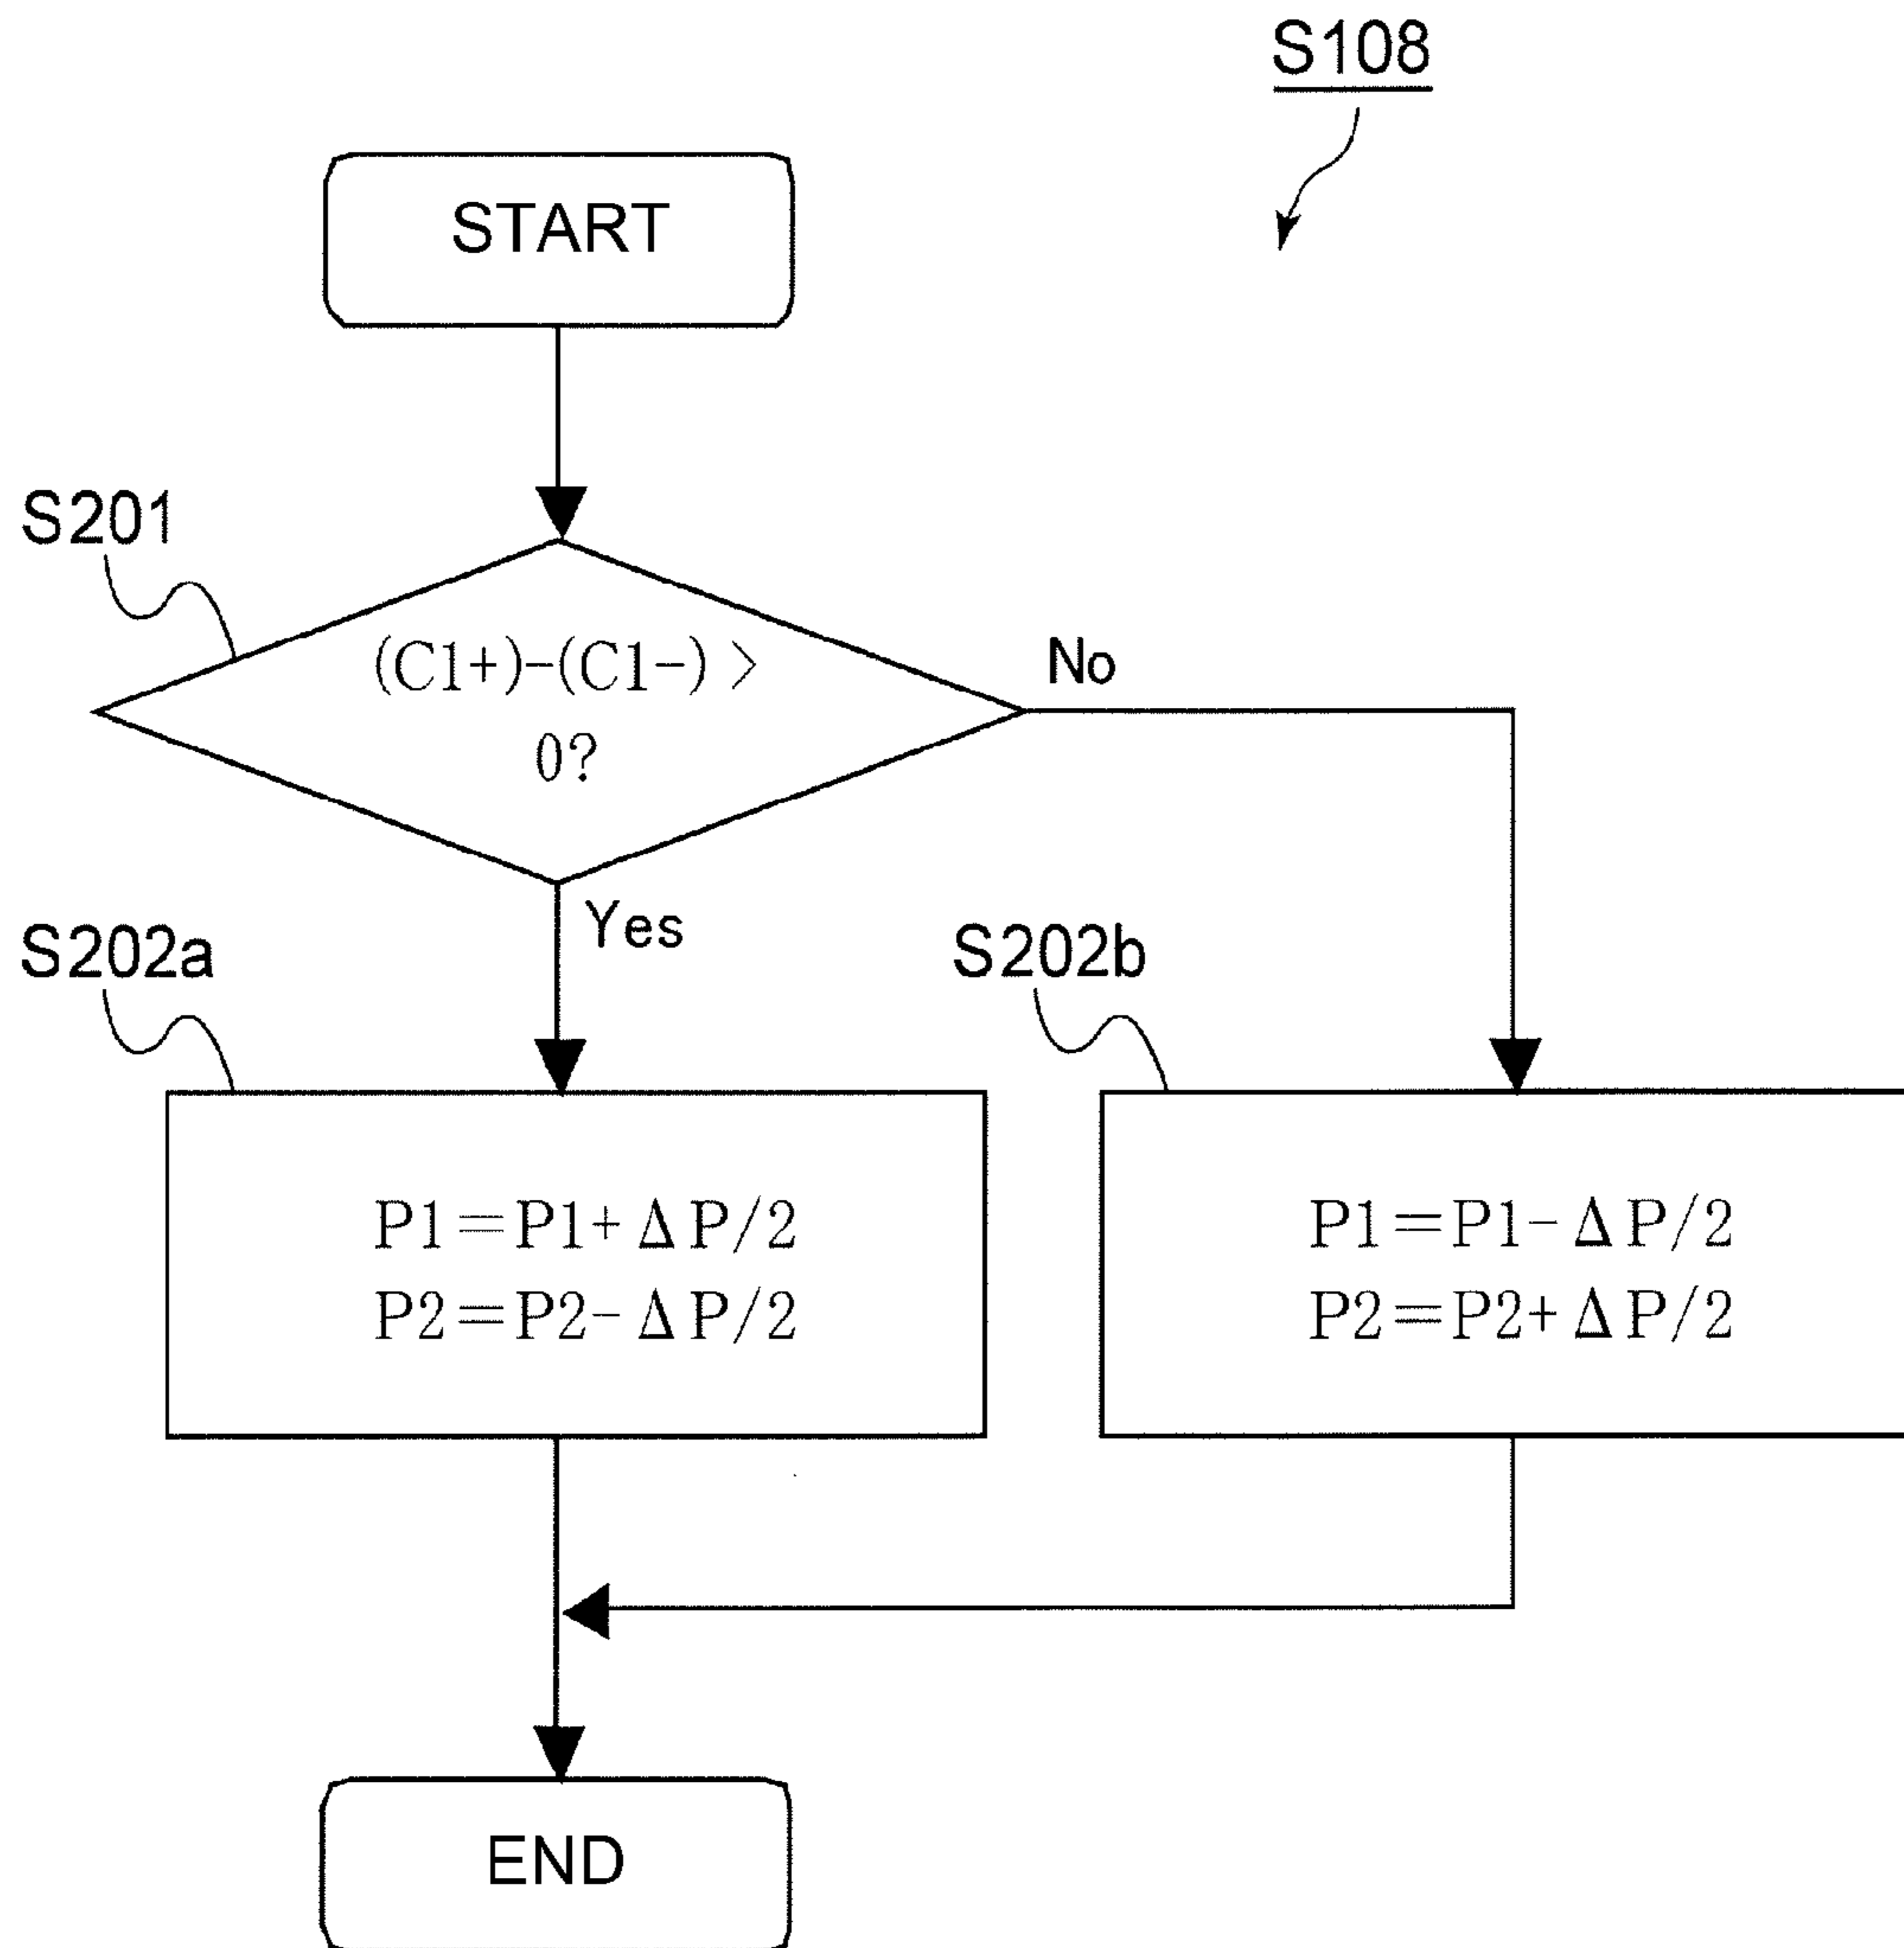 S108
START
S201
(C1+)-(C1-) >
0?
No
Yes
S202a
S202b
P1=P1+ΔP/2
P2=P2-ΔP/2
P1=P1-ΔP/2
P2=P2+ΔP/2
END